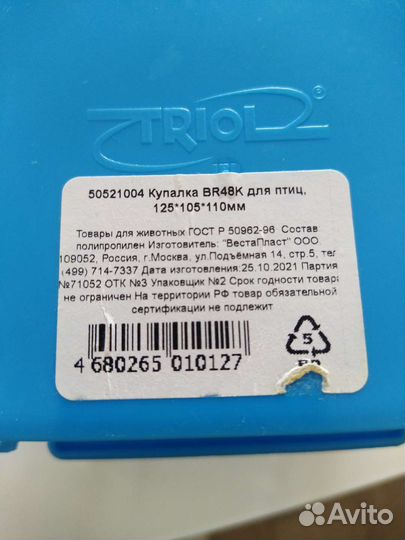 TRIOL
50521004 Купалка BR48K для птиц,
125*105*110мм
Товары для животных ГОСТ Р 50962-96 Состав
полипропилен Изготовитель: "ВестаПласт" ООО
109052, Россия, г.Москва, ул.Подъёмная 14, стр.5, тел
(499) 714-7337 Дата изготовления:25.10.2021 Партия
№71052 ОТК №3 Упаковщик №2 Срок годности товара
не ограничен На территории РФ товар обязательной
сертификации не подлежит
4 680265 010127
5
PP
Avito